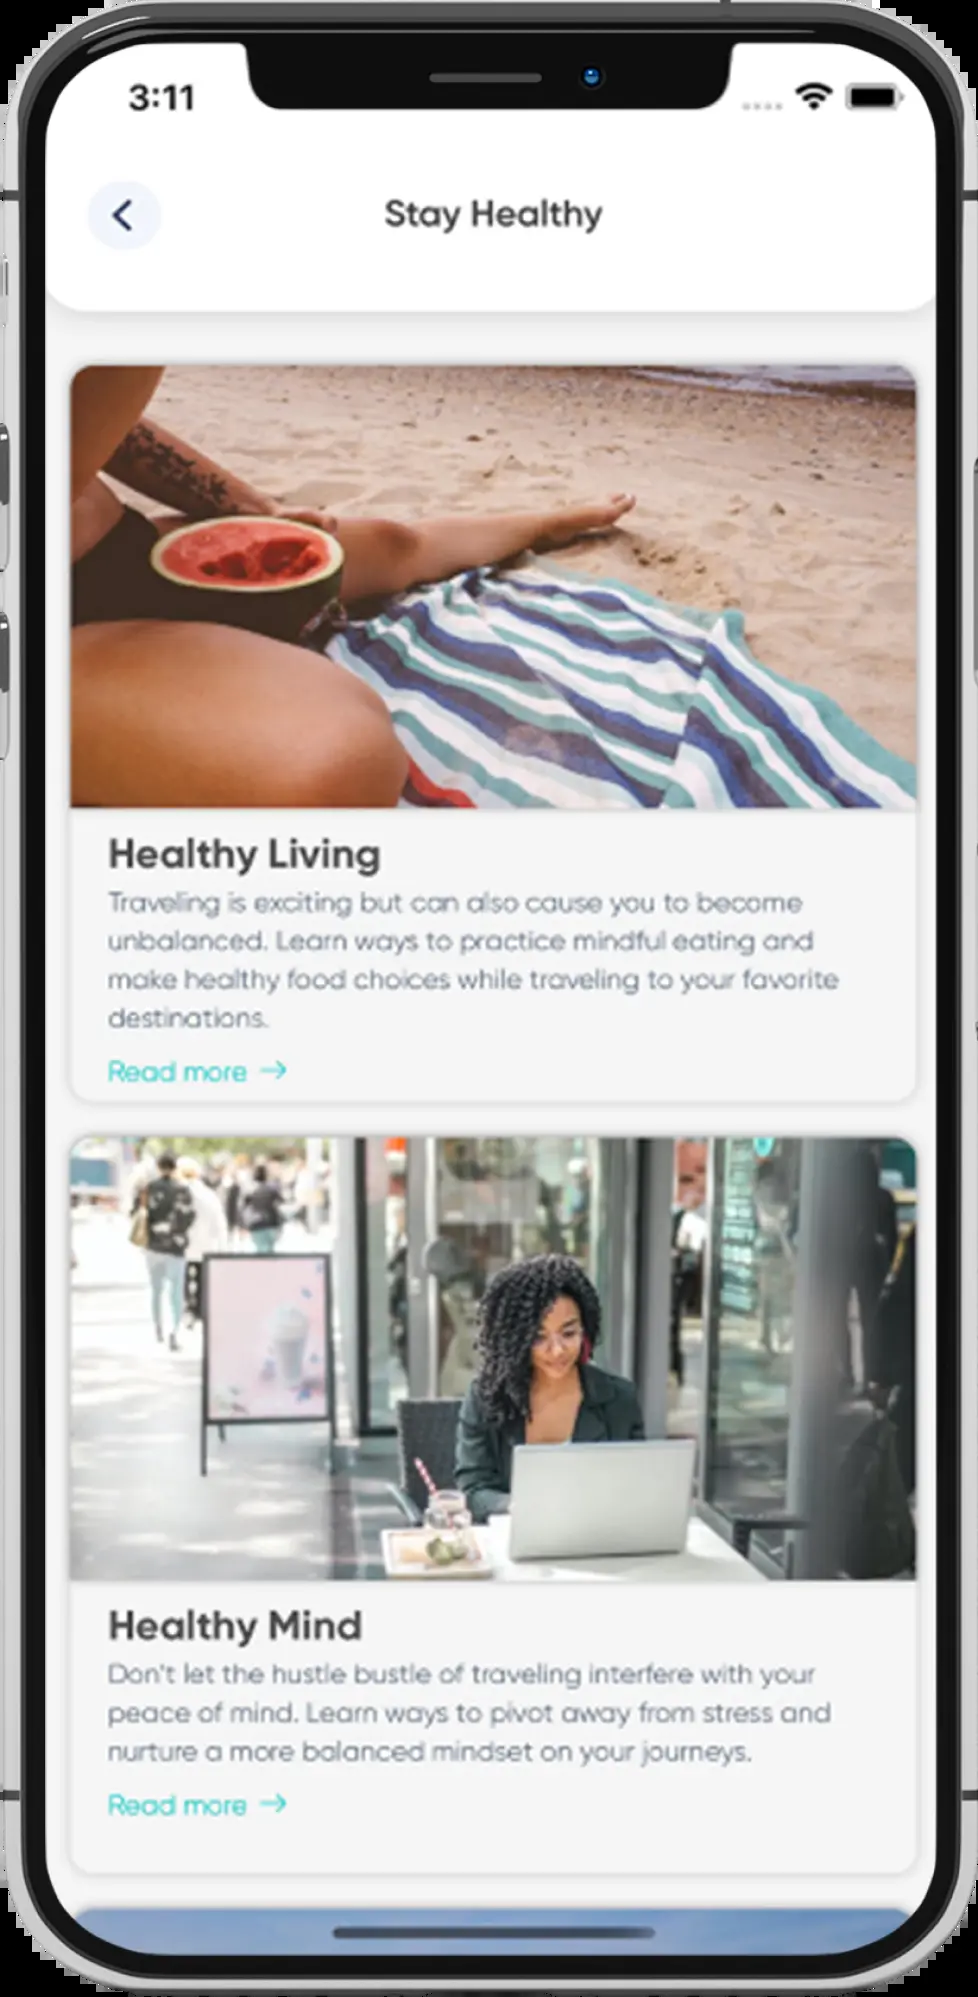 3:11
Stay Healthy
Healthy Living
Traveling is exciting but can also cause you to become
unbalanced. Learn ways to practice mindful eating and
make healthy food choices while traveling to your favorite
destinations.
Read more →
Healthy Mind
Don't let the hustle bustle of traveling interfere with your
peace of mind. Learn ways to pivot away from stress and
nurture a more balanced mindset on your journeys.
Read more →